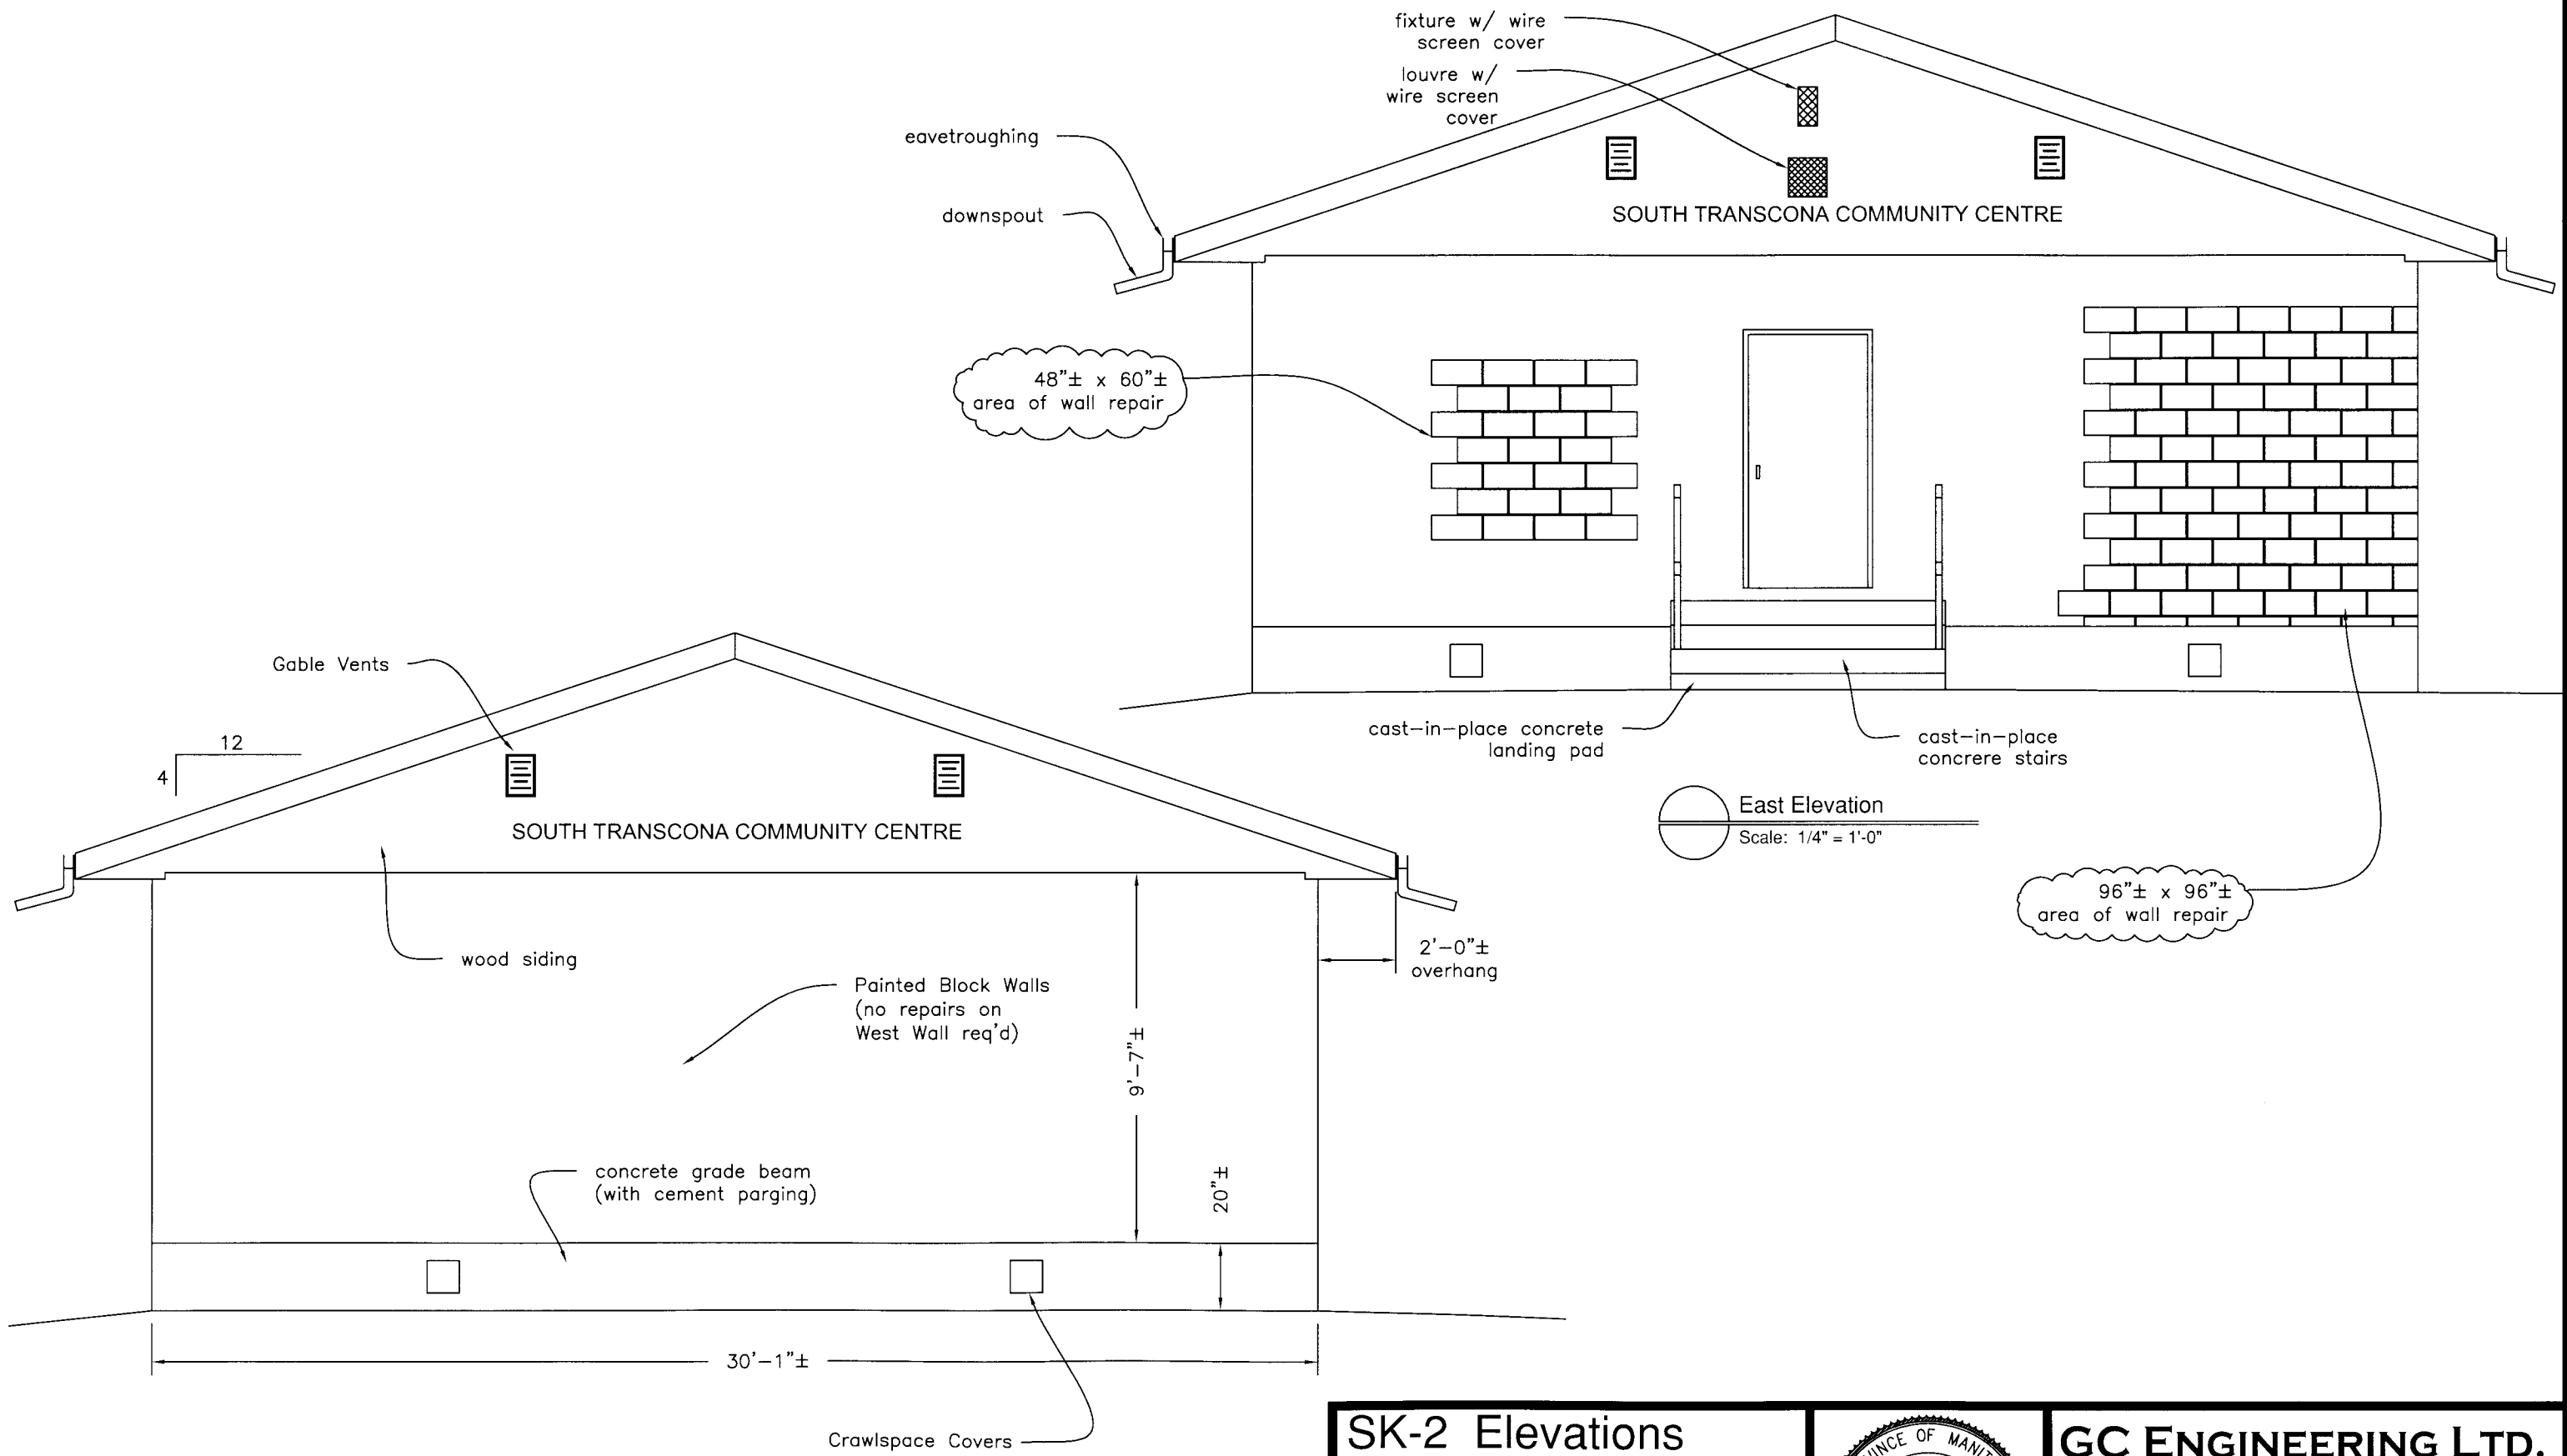 fixture w/ wire
screen cover
louvre w/
wire screen
cover
eavetroughing
downspout
SOUTH TRANSCONA COMMUNITY CENTRE
48"± x 60"±
area of wall repair
cast-in-place concrete
landing pad
cast-in-place
concrere stairs
East Elevation
Scale: 1/4" = 1'-0"
96"± x 96"±
area of wall repair
Gable Vents
12
4
SOUTH TRANSCONA COMMUNITY CENTRE
wood siding
2'-0"±
overhang
Painted Block Walls
(no repairs on
West Wall req'd)
9'-7"±
concrete grade beam
(with cement parging)
20"±
30'-1"±
Crawlspace Covers
SK-2 Elevations
OF MANIT
GC ENGINEERING LTD.